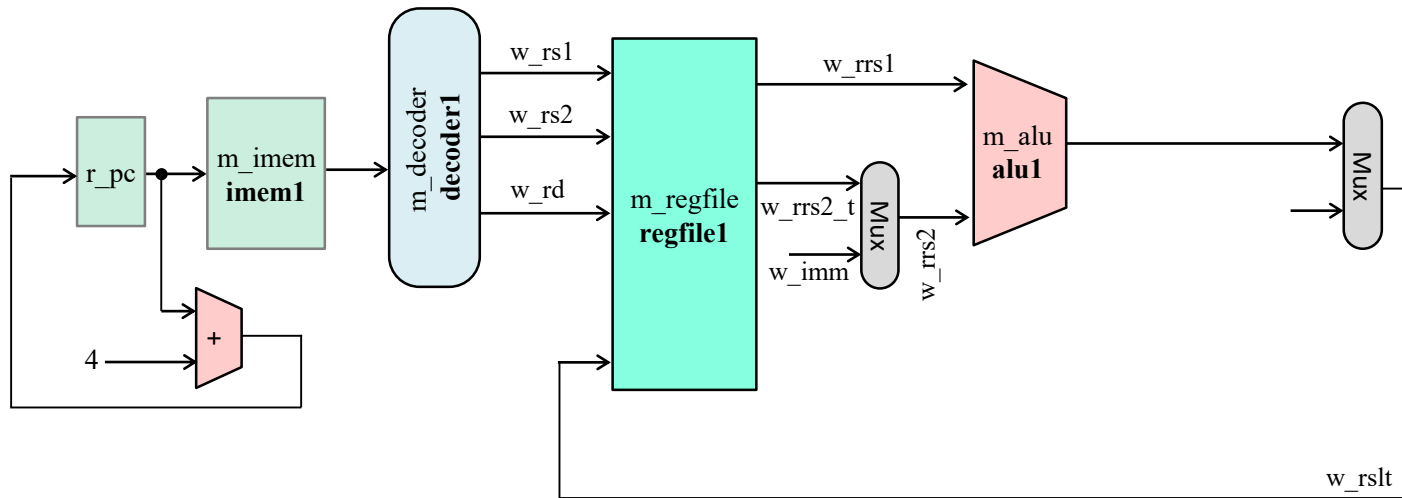 r_pc
m_imem
imem1
4
+
m_decoder
decoder1
w_rs1
w_rs2
w_rd
m_regfile
regfile1
w_rrs1
w_rrs2_t
w_imm
Mux
w_rrs2
m_alu
alu1
Mux
w_rslt